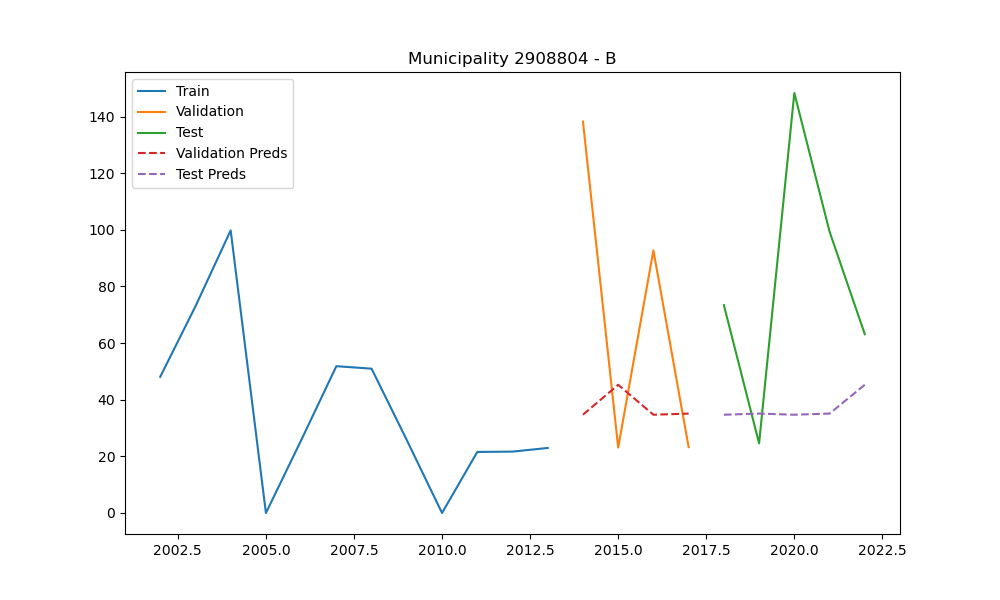 Municipality 2908804 - B
Train
Validation
Test
Validation Preds
Test Preds
140
120
100
80
60
40
20
0
2002.5 2005.0 2007.5 2010.0 2012.5 2015.0 2017.5 2020.0 2022.5